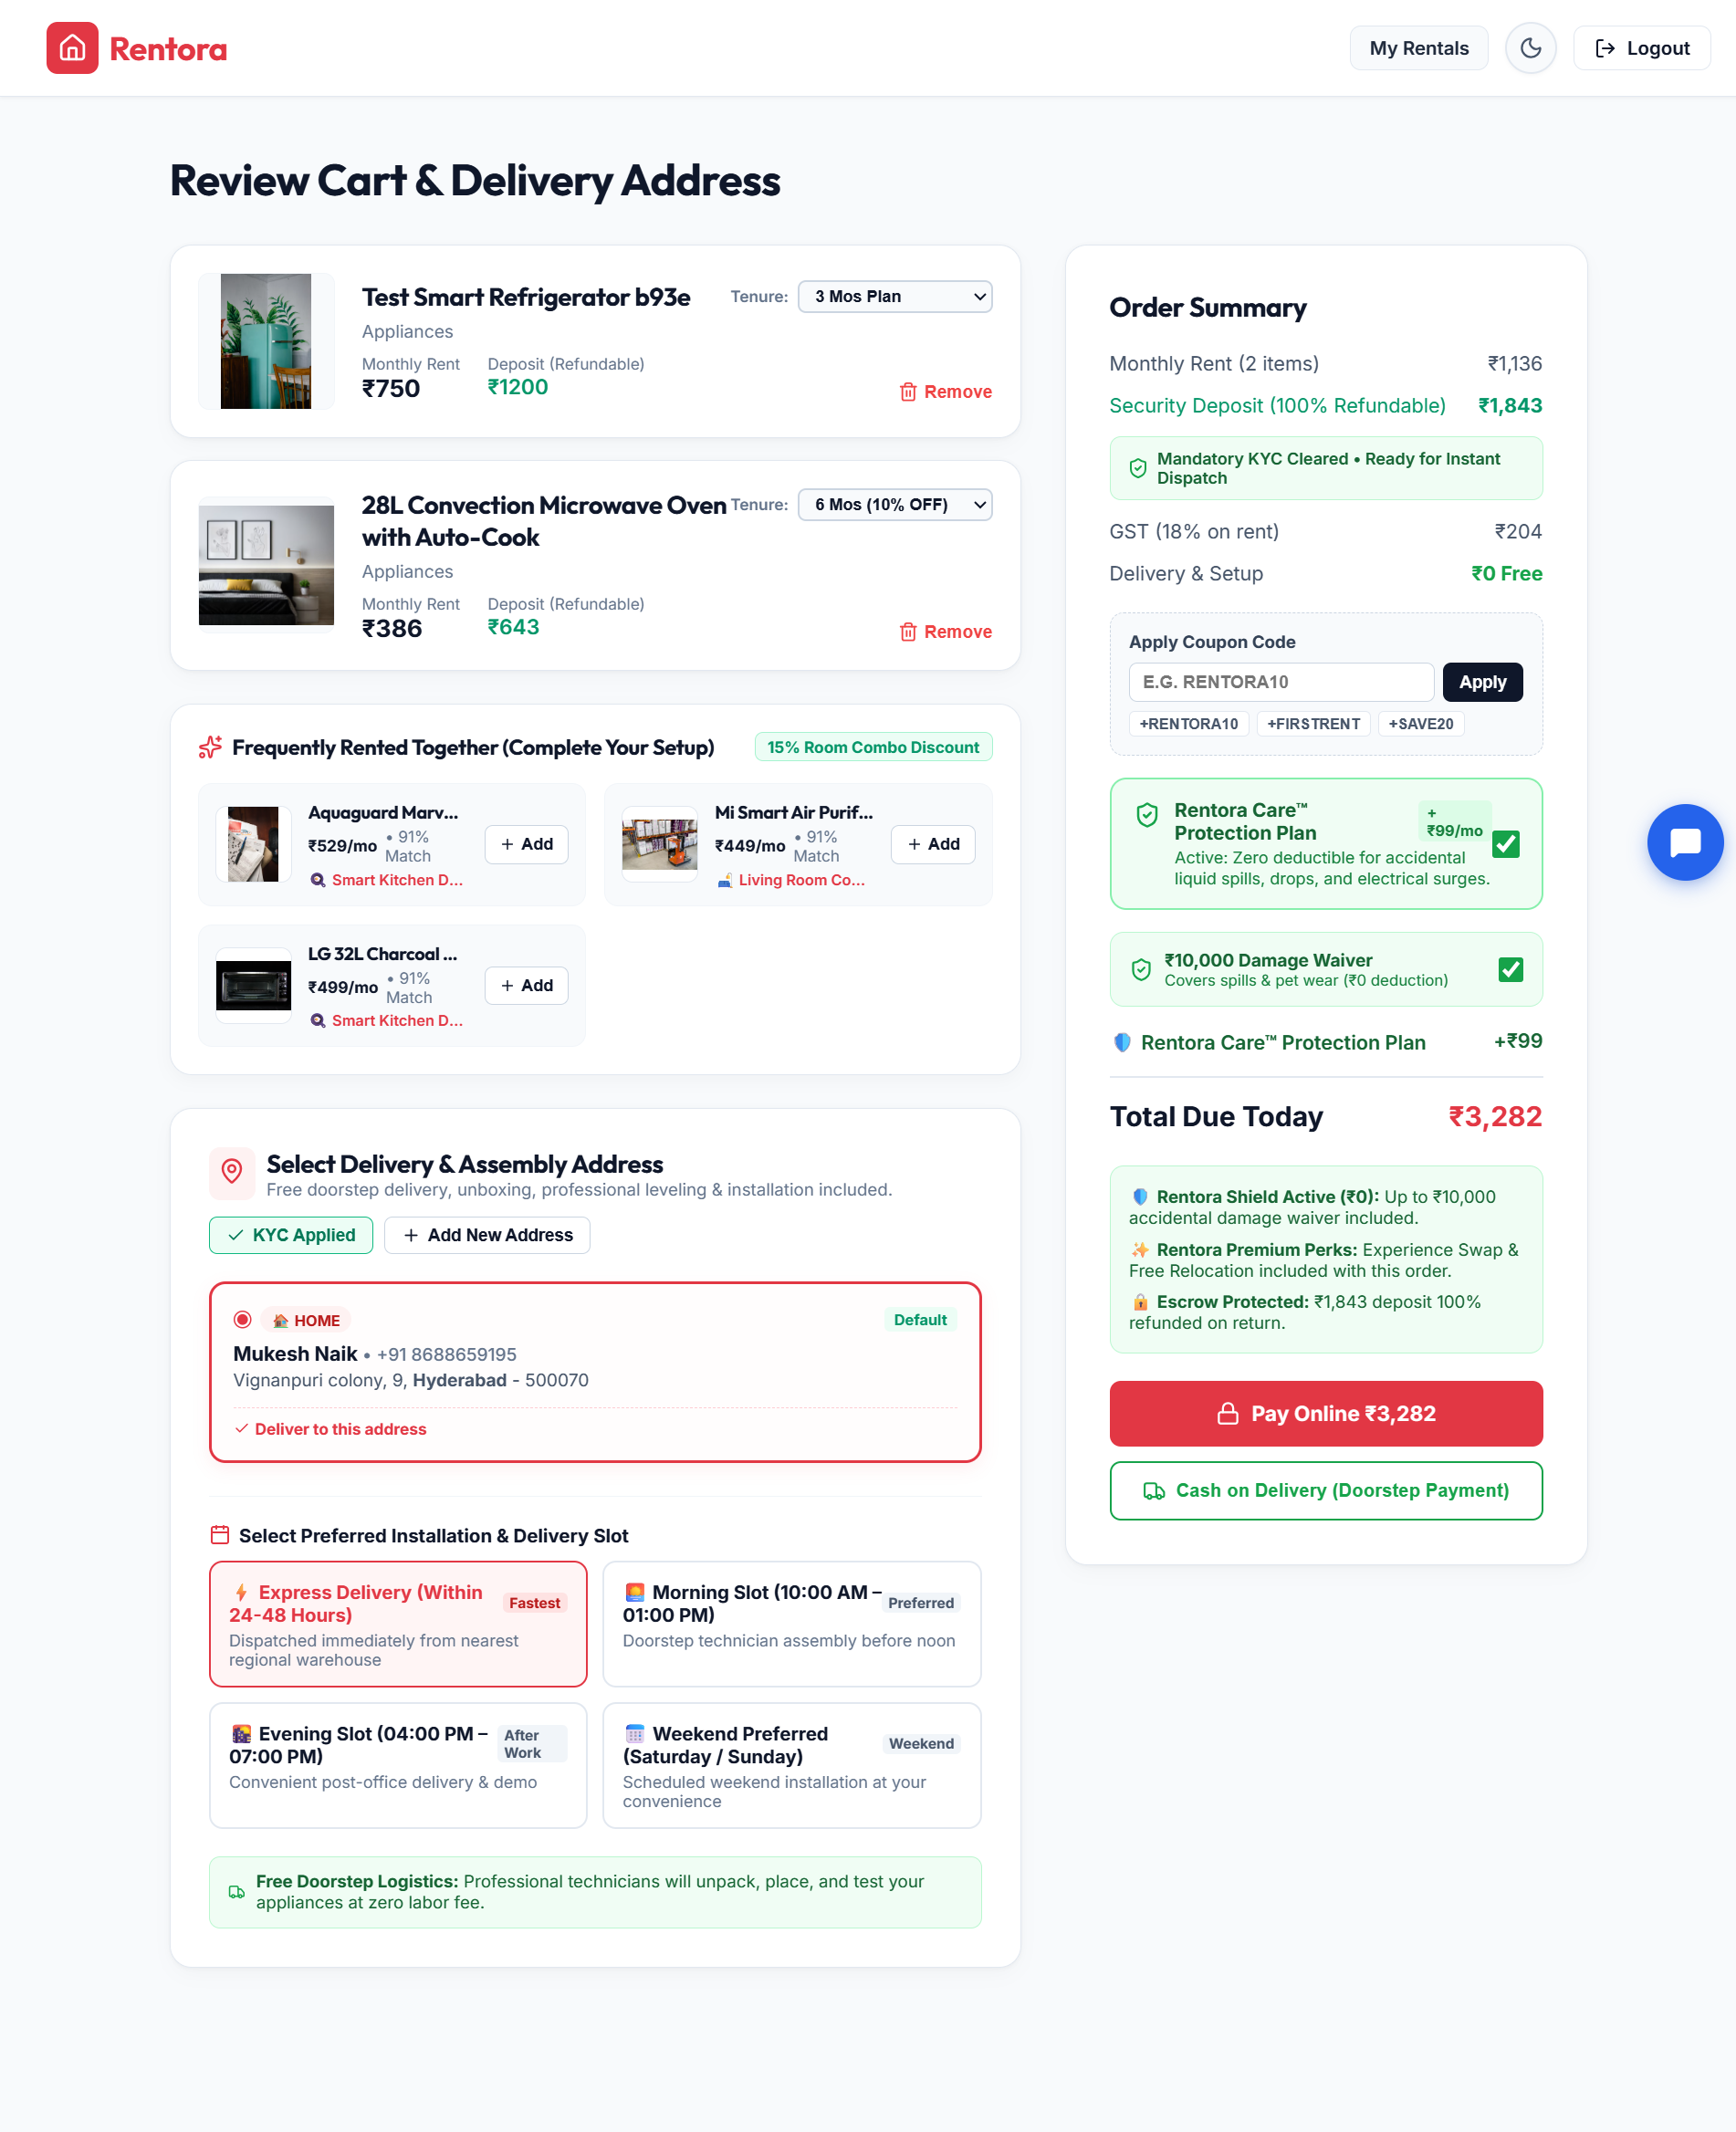 Rentora
My Rentals
Logout
Review Cart & Delivery Address
Test Smart Refrigerator b93e
Tenure:
3 Mos Plan
Appliances
Monthly Rent
Deposit (Refundable)
₹750
₹1200
Remove
28L Convection Microwave Oven
with Auto-Cook
Tenure:
6 Mos (10% OFF)
Appliances
Monthly Rent
Deposit (Refundable)
₹386
₹643
Remove
Frequently Rented Together (Complete Your Setup)
15% Room Combo Discount
Aquaguard Marv...
₹529/mo
• 91%
Match
🍳 Smart Kitchen D...
+ Add
Mi Smart Air Purif...
₹449/mo
• 91%
Match
🛋️ Living Room Co...
+ Add
LG 32L Charcoal ...
₹499/mo
• 91%
Match
🍳 Smart Kitchen D...
+ Add
Select Delivery & Assembly Address
Free doorstep delivery, unboxing, professional leveling & installation included.
KYC Applied
+ Add New Address
🏠 HOME
Default
Mukesh Naik • +91 8688659195
Vignanpuri colony, 9, Hyderabad - 500070
Deliver to this address
Select Preferred Installation & Delivery Slot
⚡ Express Delivery (Within
24-48 Hours)
Fastest
Dispatched immediately from nearest
regional warehouse
🌅 Morning Slot (10:00 AM –
01:00 PM)
Preferred
Doorstep technician assembly before noon
🌆 Evening Slot (04:00 PM –
07:00 PM)
After
Work
Convenient post-office delivery & demo
🗓️ Weekend Preferred
(Saturday / Sunday)
Weekend
Scheduled weekend installation at your
convenience
Free Doorstep Logistics: Professional technicians will unpack, place, and test your
appliances at zero labor fee.
Order Summary
Monthly Rent (2 items)
₹1,136
Security Deposit (100% Refundable)
₹1,843
Mandatory KYC Cleared • Ready for Instant
Dispatch
GST (18% on rent)
₹204
Delivery & Setup
₹0 Free
Apply Coupon Code
E.G. RENTORA10
Apply
+RENTORA10
+FIRSTRENT
+SAVE20
Rentora Care™
Protection Plan
+
₹99/mo
Active: Zero deductible for accidental
liquid spills, drops, and electrical surges.
₹10,000 Damage Waiver
Covers spills & pet wear (₹0 deduction)
🛡️ Rentora Care™ Protection Plan
+₹99
Total Due Today
₹3,282
🛡️ Rentora Shield Active (₹0): Up to ₹10,000
accidental damage waiver included.
✨ Rentora Premium Perks: Experience Swap &
Free Relocation included with this order.
🔒 Escrow Protected: ₹1,843 deposit 100%
refunded on return.
Pay Online ₹3,282
Cash on Delivery (Doorstep Payment)